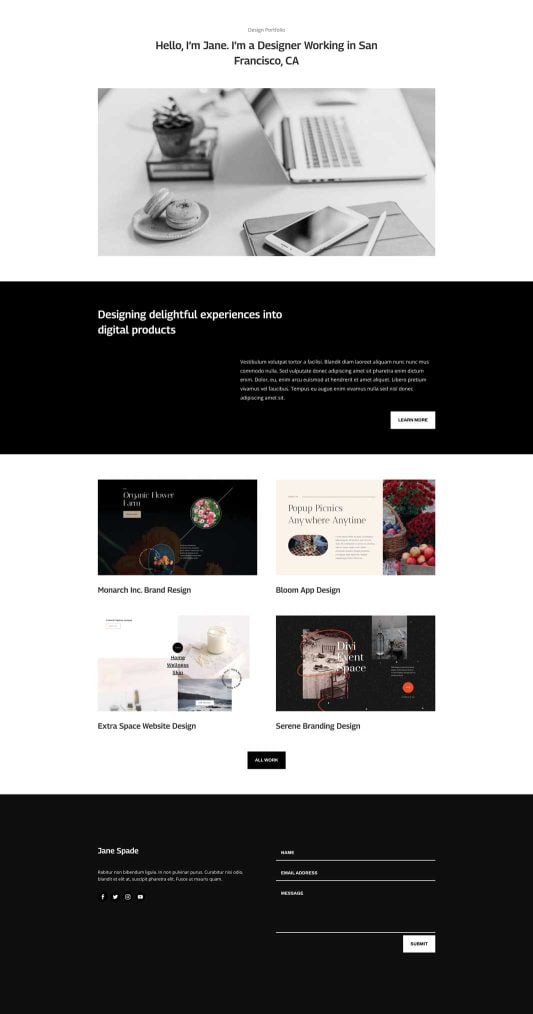 Design Portfolio
Hello, I'm Jane. I'm a Designer Working in San
Francisco, CA
Designing delightful experiences into
digital products
Vestibulum volutpat tortor a facilisi. Blandit diam laoreet aliquam nunc nunc mus
commodo nulla. Sed vulputate donec adipiscing amet sit pharetra enim dictum
enim. Dolor, eu, enim arcu euismod at hendrerit et amet aliquet. Libero pretium
vivamus vel faucibus. Tempus eu augue enim vivamus nulla sed nisl donec
adipiscing amet sit.
LEARN MORE
Organic Flower
Farm
Popup Picnics
Anywhere Anytime
Monarch Inc. Brand Resign
Bloom App Design
Home
Wellness
Skin
Divi
Event
Space
Extra Space Website Design
Serene Branding Design
ALL WORK
Jane Spade
Rabitur non bibendum ligula. In non pulvinar purus. Curabitur nisi odio,
blandit et elit at, suscipit pharetra elit. Fusce ut mauris quam.
NAME
EMAIL ADDRESS
MESSAGE
SUBMIT